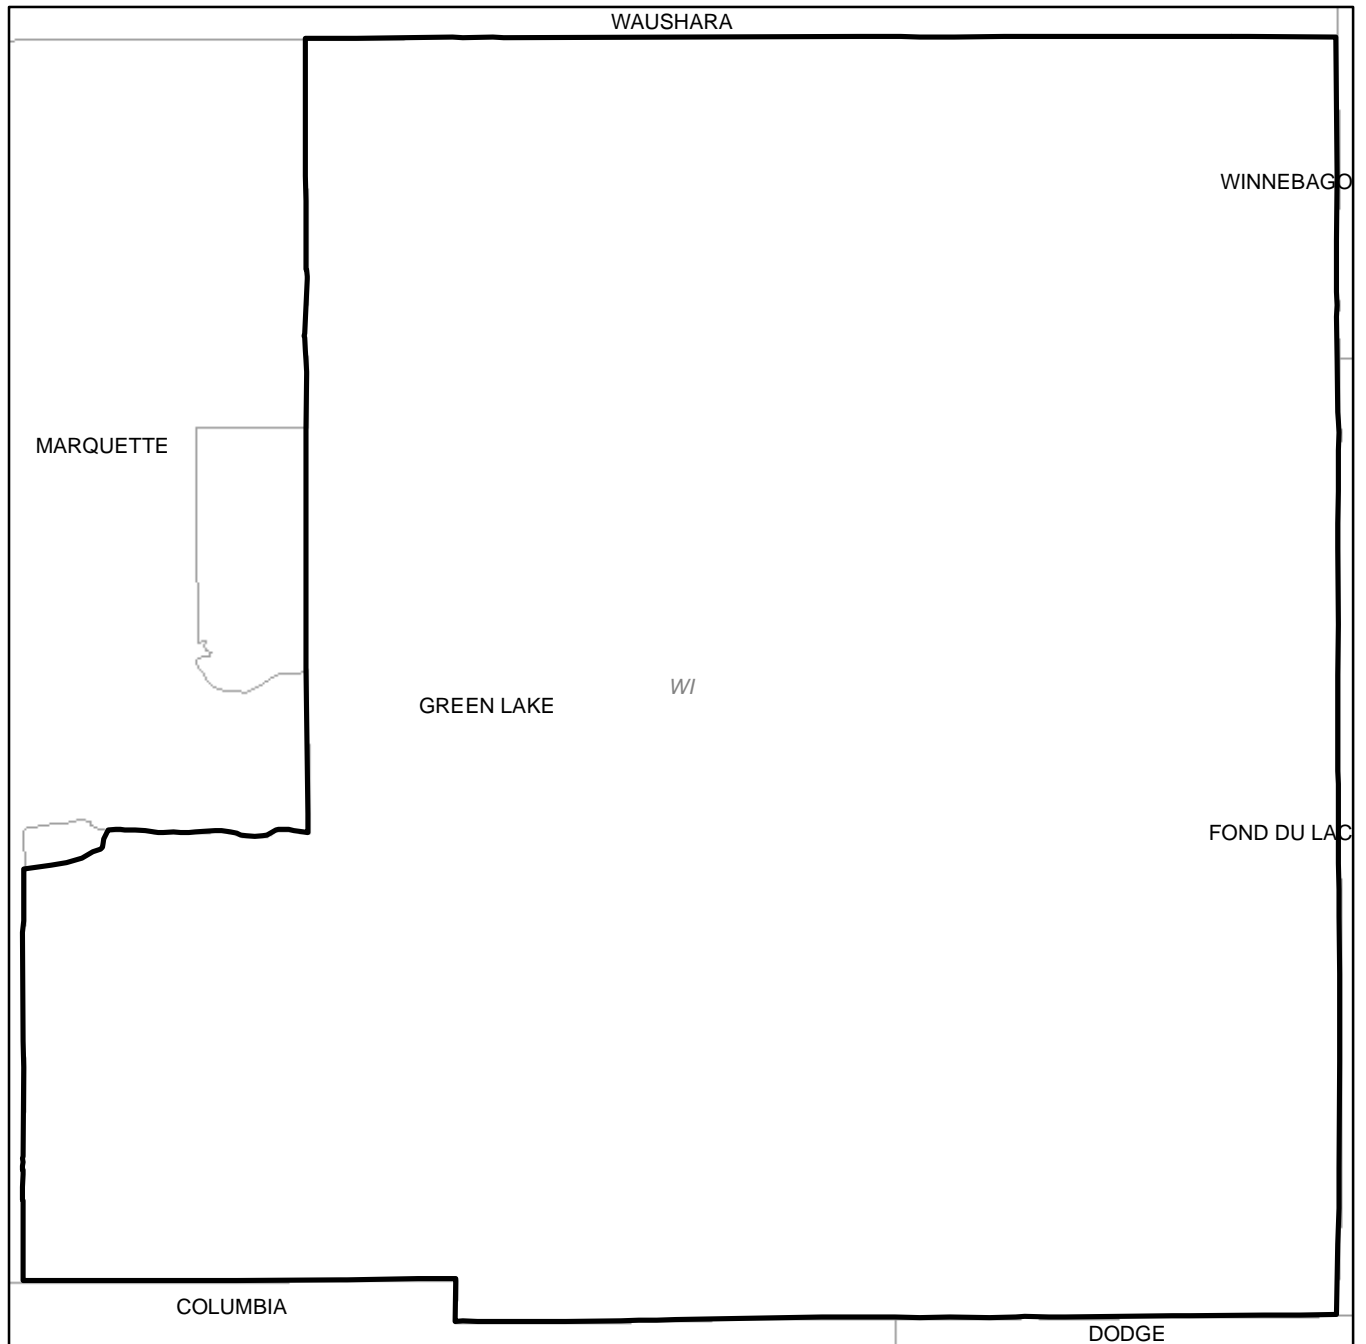 WAUSHARA
WINNEBAGO
MARQUETTE
WI
GREEN LAKE
FOND DU LAC
COLUMBIA
DODGE